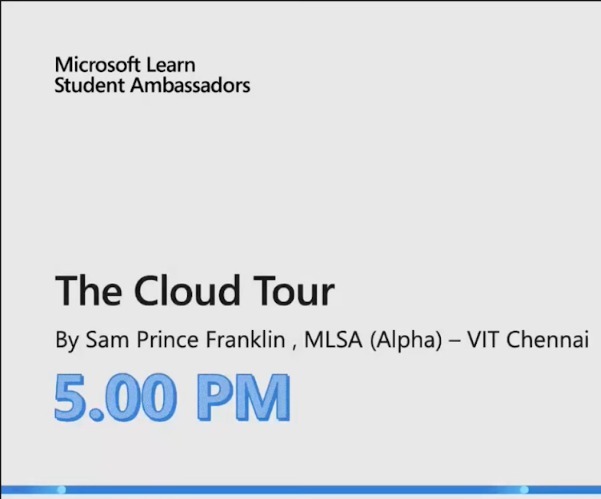 Microsoft Learn
Student Ambassadors
The Cloud Tour
By Sam Prince Franklin , MLSA (Alpha) – VIT Chennai
5.00 PM